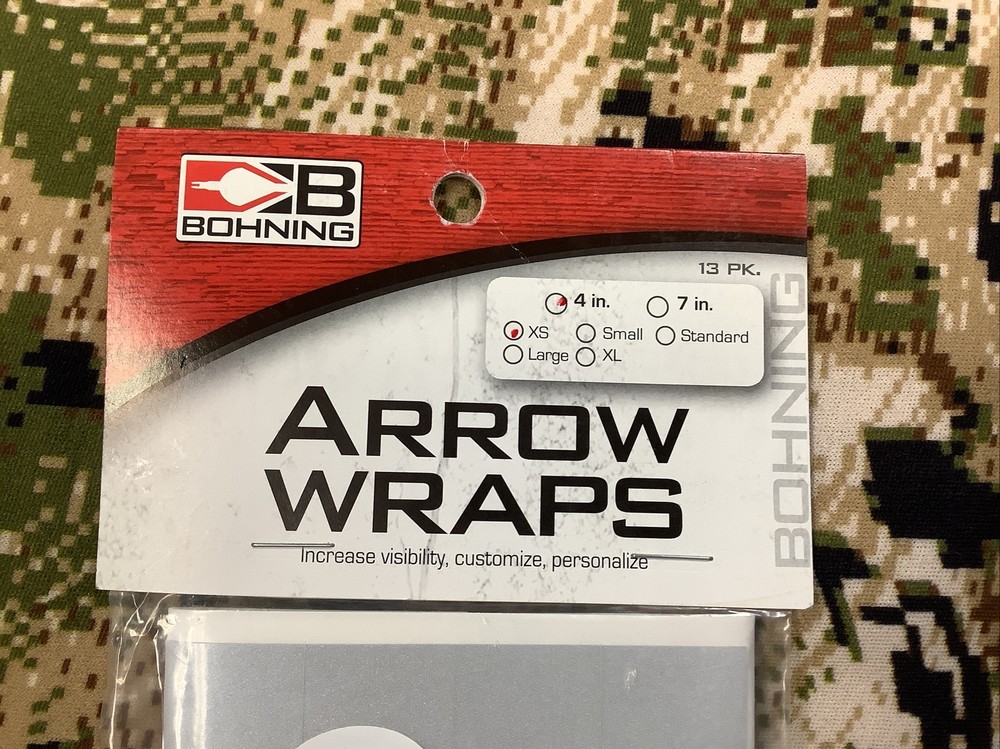 B
BOHNING
13 PK.
4 in. 7 in.
XS Small Standard
Large XL
BOHNING
ARROW
WRAPS
Increase visibility, customize, personalize